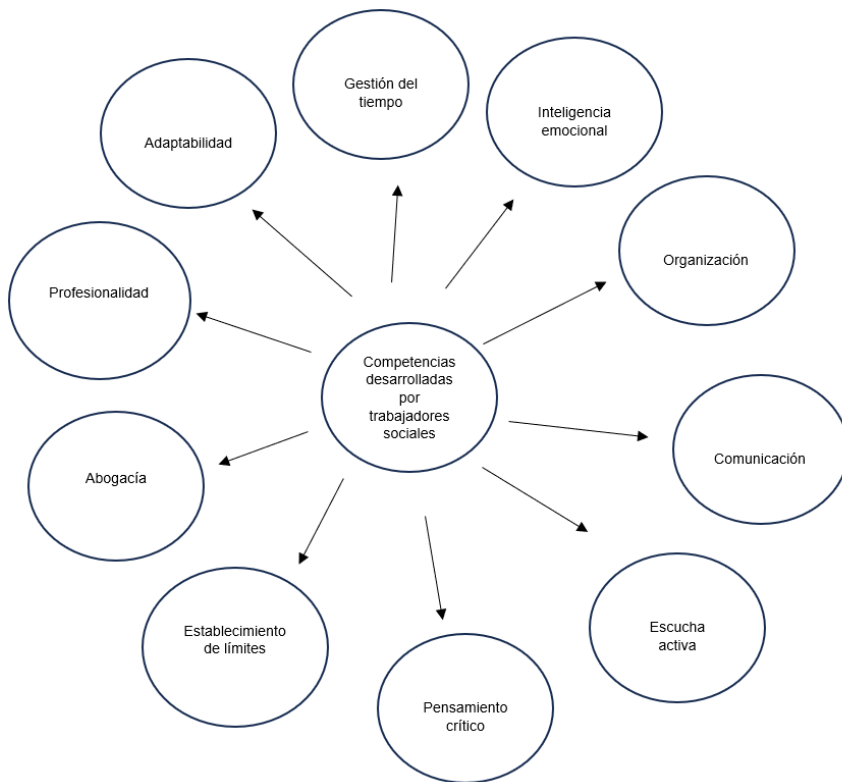 Gestión del
tiempo
Inteligencia
emocional
Adaptabilidad
Organización
Profesionalidad
Competencias
desarrolladas
por
trabajadores
sociales
Comunicación
Abogacía
Escucha
activa
Establecimiento
de límites
Pensamiento
crítico